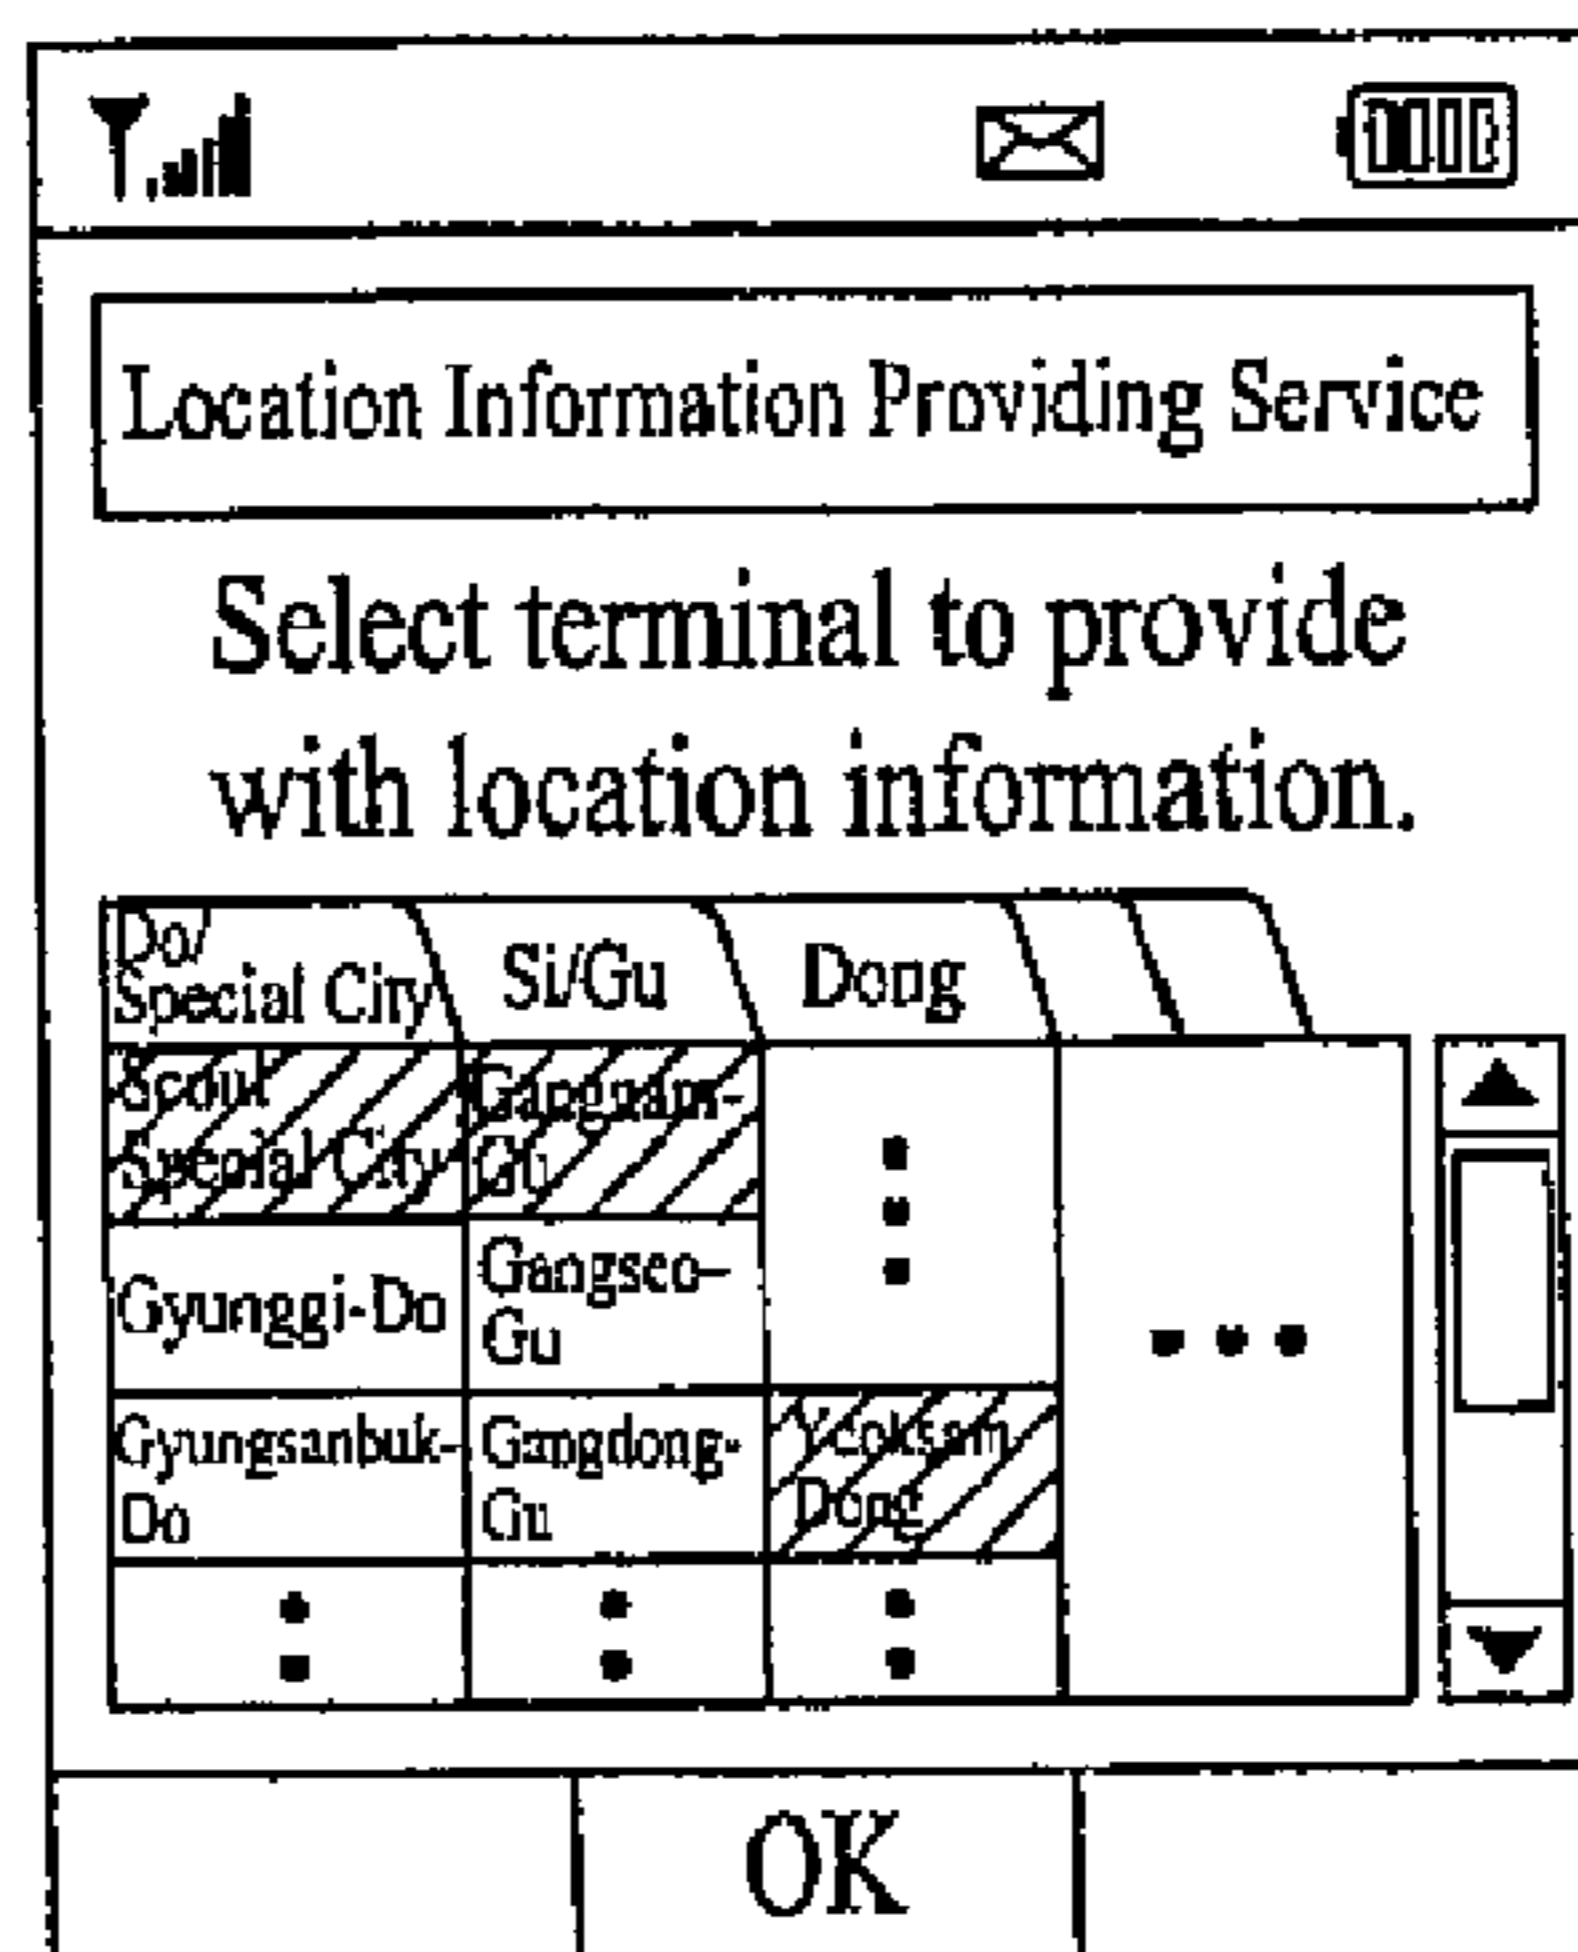 Location Information Providing Service
Select terminal to provide
with location information.
Do/
Special City
Si/Gu
Dong
Seoul
Special City
Gangnam-
Gu
Gyunggi-Do
Gangseo-
Gu
Gyungsanbuk-
Do
Gangdong-
Gu
Yeoksam
Dong
OK